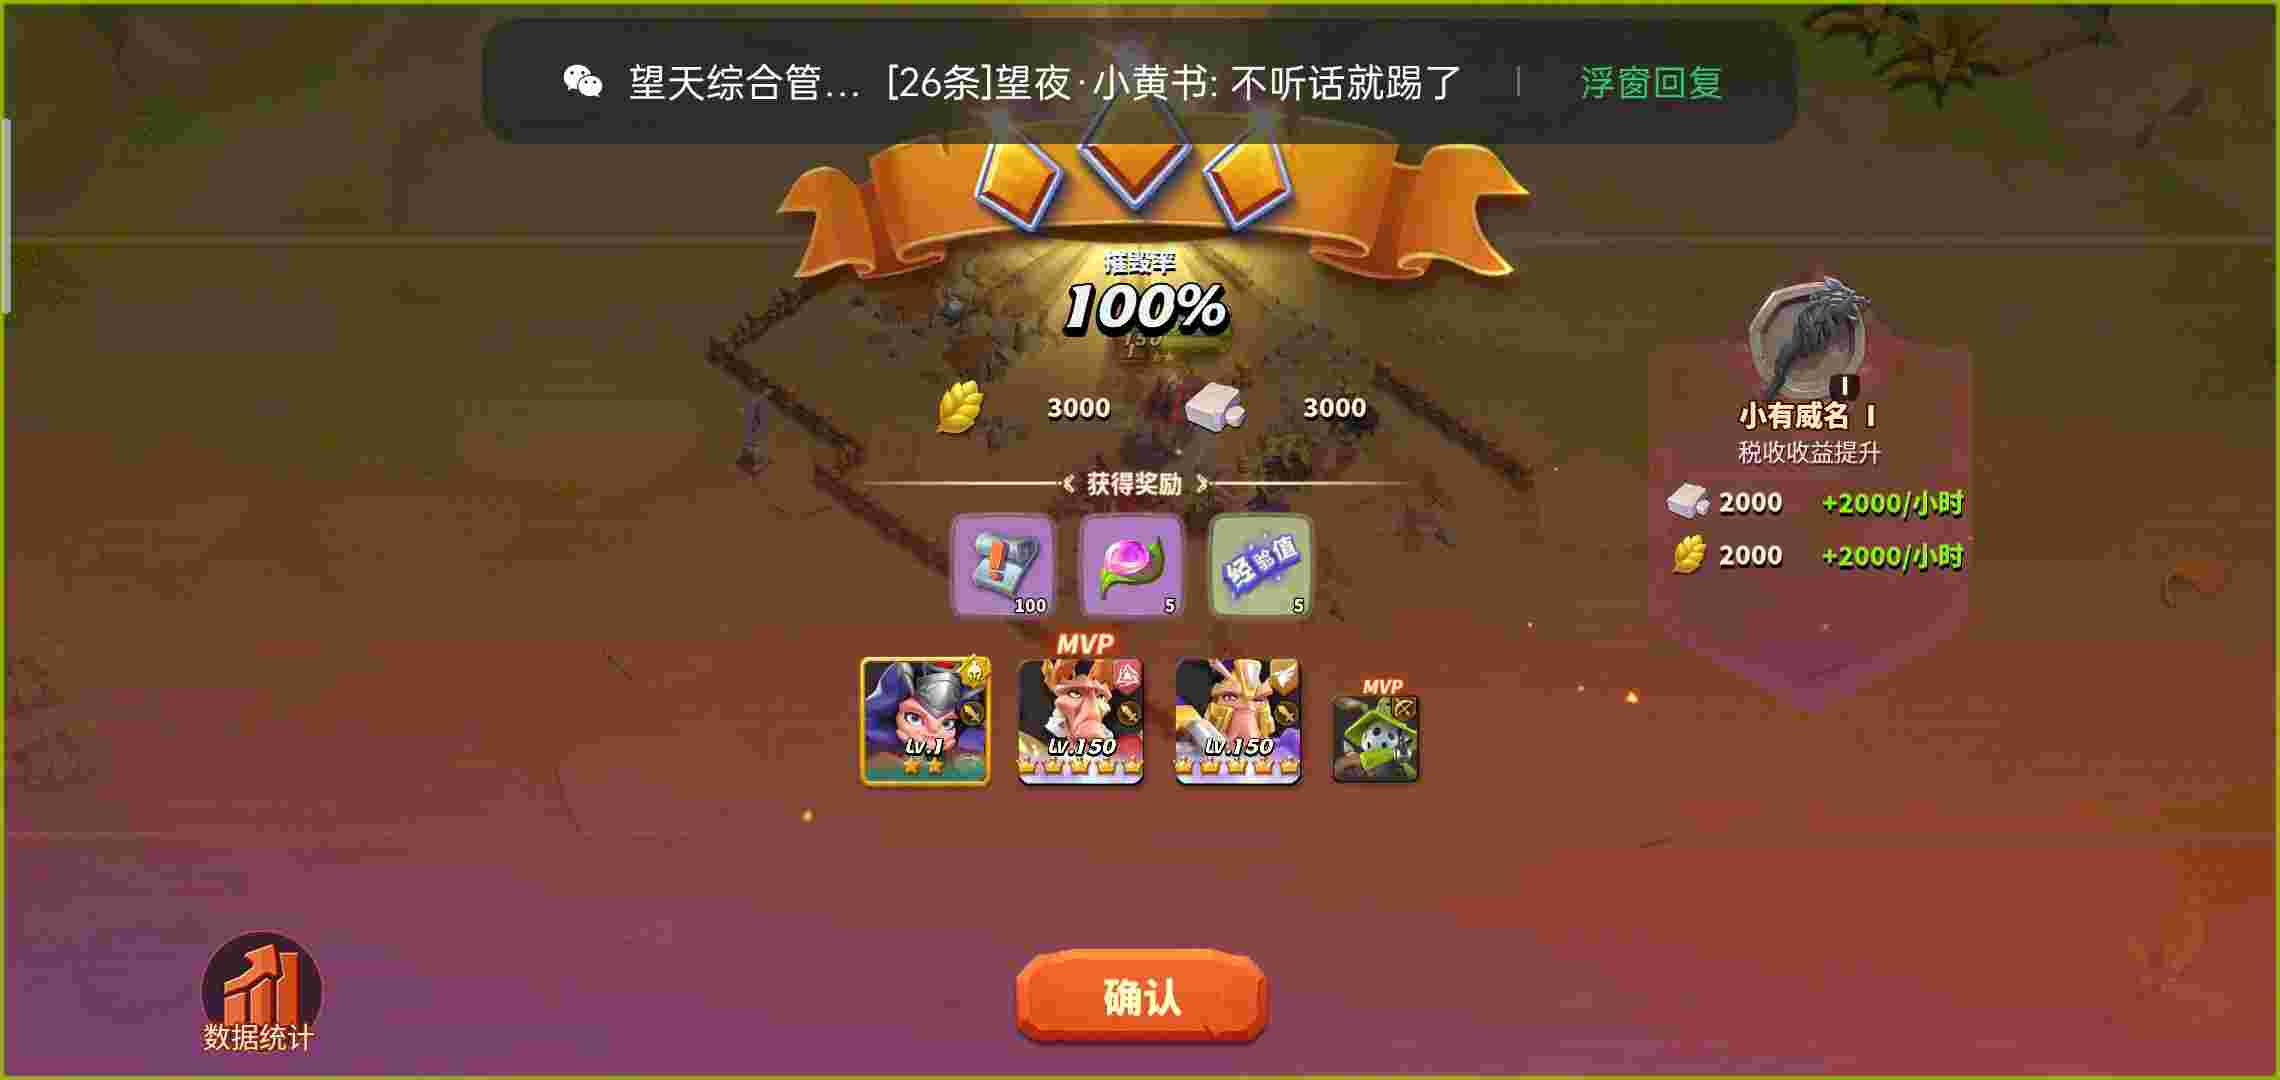 望天综合管... [26条]望夜·小黄书: 不听话就踢了 | 浮窗回复
摧毁率
100%
150
3000 3000
获得奖励
100 5 经验值 5
MVP
Lv.1 Lv.150 Lv.150
MVP
I
小有威名 I
税收收益提升
2000 +2000/小时
2000 +2000/小时
数据统计
确认